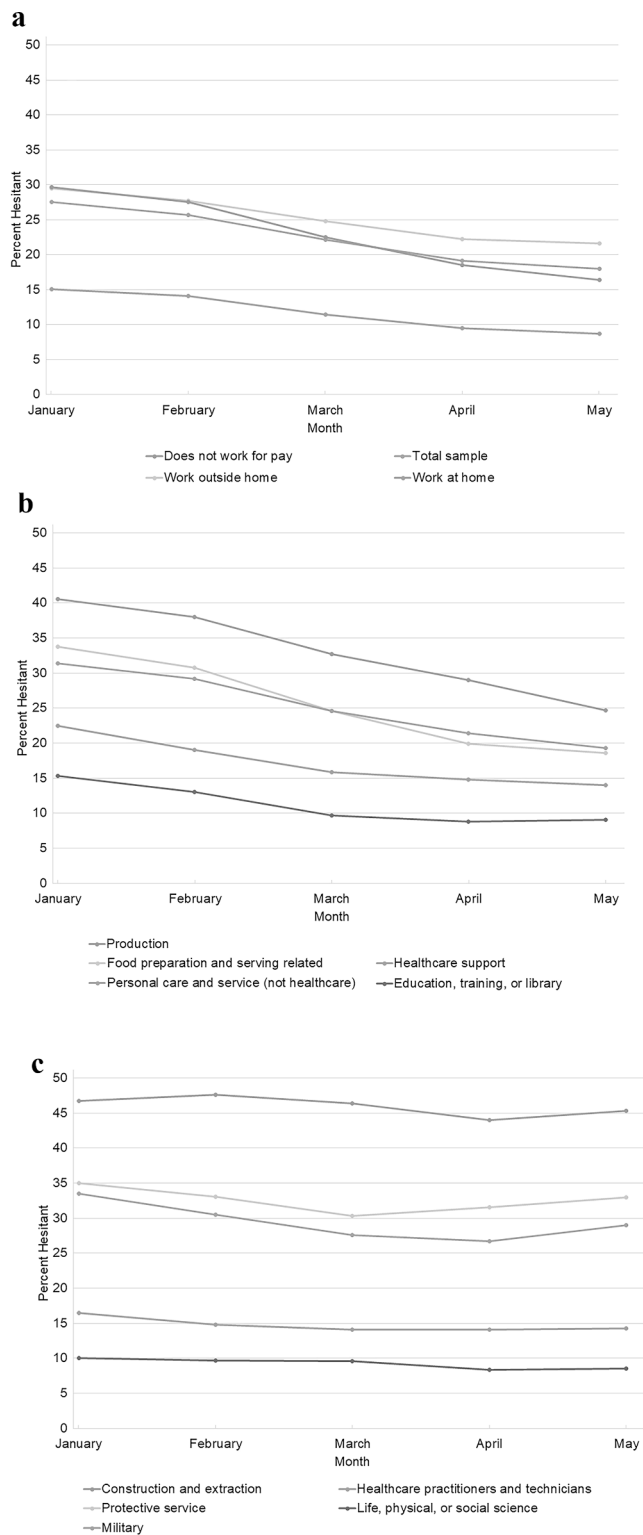 a
50
45
40
35
30
25
20
15
10
5
0
Percent Hesitant
January February March April May
Month
Does not work for pay Total sample
Work outside home Work at home
b
50
45
40
35
30
25
20
15
10
5
0
Percent Hesitant
January February March April May
Month
Production
Food preparation and serving related Healthcare support
Personal care and service (not healthcare) Education, training, or library
c
50
45
40
35
30
25
20
15
10
5
0
Percent Hesitant
January February March April May
Month
Construction and extraction Healthcare practitioners and technicians
Protective service Life, physical, or social science
Military